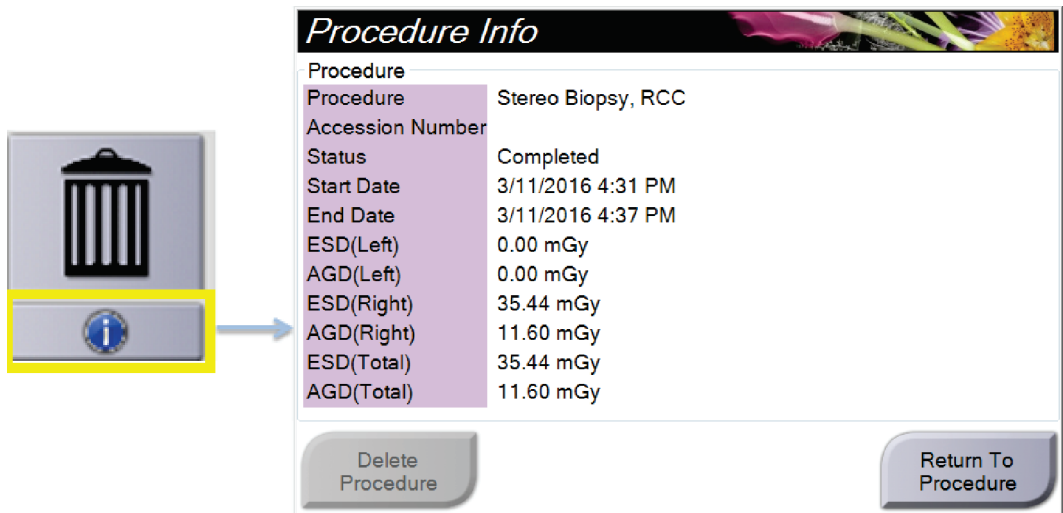 Procedure Info
Procedure
Procedure Stereo Biopsy, RCC
Accession Number
Status Completed
Start Date 3/11/2016 4:31 PM
End Date 3/11/2016 4:37 PM
ESD(Left) 0.00 mGy
AGD(Left) 0.00 mGy
ESD(Right) 35.44 mGy
AGD(Right) 11.60 mGy
ESD(Total) 35.44 mGy
AGD(Total) 11.60 mGy
Delete
Procedure
Return To
Procedure